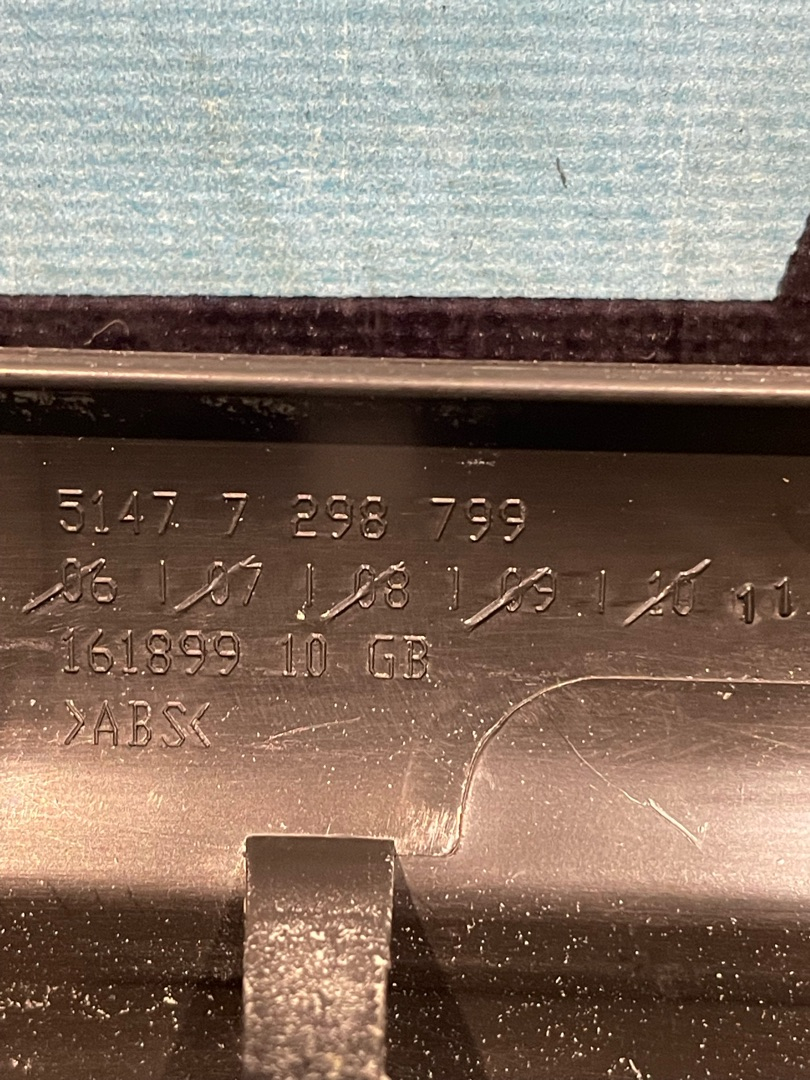 5147 7 298 799
06 | 07 | 08 | 09 | 10 11
161899 10 GB
>ABS<